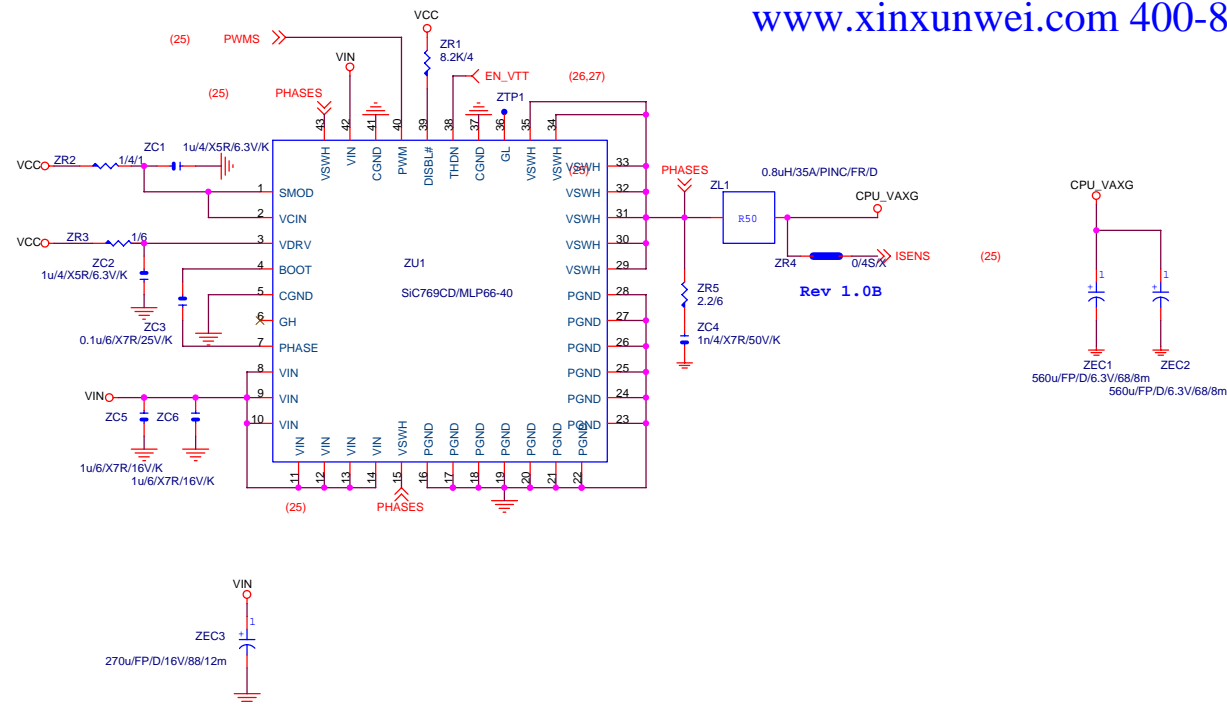 www.xinxunwei.com 400-8
VCC
(25) PWMS
ZR1
8.2K/4
VIN
EN_VTT (26,27)
(25) PHASES
ZTP1
43 42 41 40 39 38 37 36 35 34
VSWH VIN CGND PWM DISBL# THDN CGND GL VSWH VSWH
ZC1 1u/4/X5R/6.3V/K
VCC ZR2 1/4/1
1 SMOD
2 VCIN
VCC ZR3 1/6
3 VDRV
ZC2
1u/4/X5R/6.3V/K
4 BOOT
5 CGND
6 GH
ZC3
0.1u/6/X7R/25V/K
7 PHASE
8 VIN
VIN
9 VIN
10 VIN
ZC5 ZC6
1u/6/X7R/16V/K
1u/6/X7R/16V/K
ZU1
SiC769CD/MLP66-40
VSWH 33
(25)
VSWH 32
VSWH 31
VSWH 30
VSWH 29
PGND 28
PGND 27
PGND 26
PGND 25
PGND 24
PGND 23
VIN VIN VIN VIN VSWH PGND PGND PGND PGND PGND PGND PGND
11 12 13 14 15 16 17 18 19 20 21 22
(25) PHASES
PHASES
ZL1
0.8uH/35A/PINC/FR/D
R50
CPU_VAXG
ZR4 0/4S/X
ISENS (25)
Rev 1.0B
ZR5
2.2/6
ZC4
1n/4/X7R/50V/K
CPU_VAXG
1 1
+ +
ZEC1 ZEC2
560u/FP/D/6.3V/68/8m
560u/FP/D/6.3V/68/8m
VIN
1
+
ZEC3
270u/FP/D/16V/88/12m